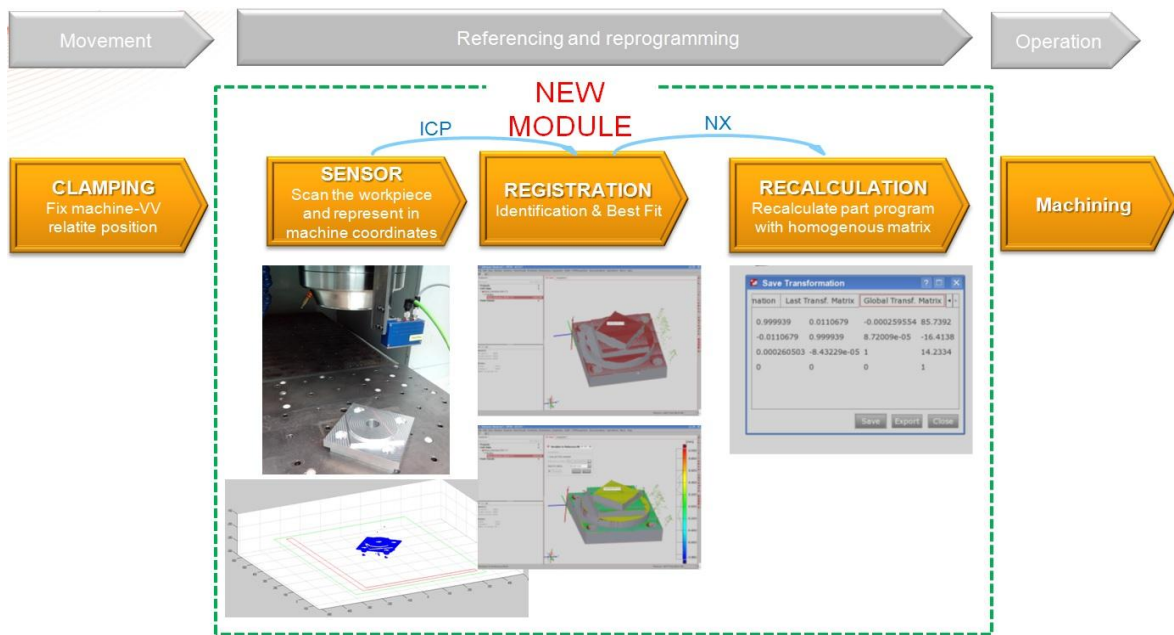 Movement
Referencing and reprogramming
Operation
NEW
MODULE
ICP
NX
CLAMPING
Fix machine-VV
relatite position
SENSOR
Scan the workpiece
and represent in
machine coordinates
REGISTRATION
Identification & Best Fit
RECALCULATION
Recalculate part program
with homogenous matrix
Machining
Save Transformation
nation Last Transf. Matrix Global Transf. Matrix
0.999939 0.0110679 -0.000259554 85.7392
-0.0110679 0.999939 8.72009e-05 -16.4138
0.000260503 -8.43229e-05 1 14.2334
0 0 0 1
Save Export Close